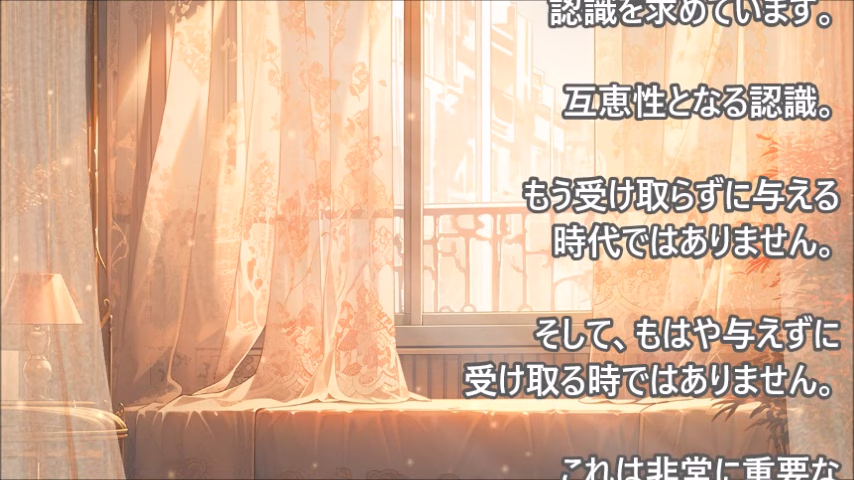 認識を求めています。
互恵性となる認識。
もう受け取らずに与える
時代ではありません。
そして、もはや与えずに
受け取る時ではありません。
これは非常に重要な